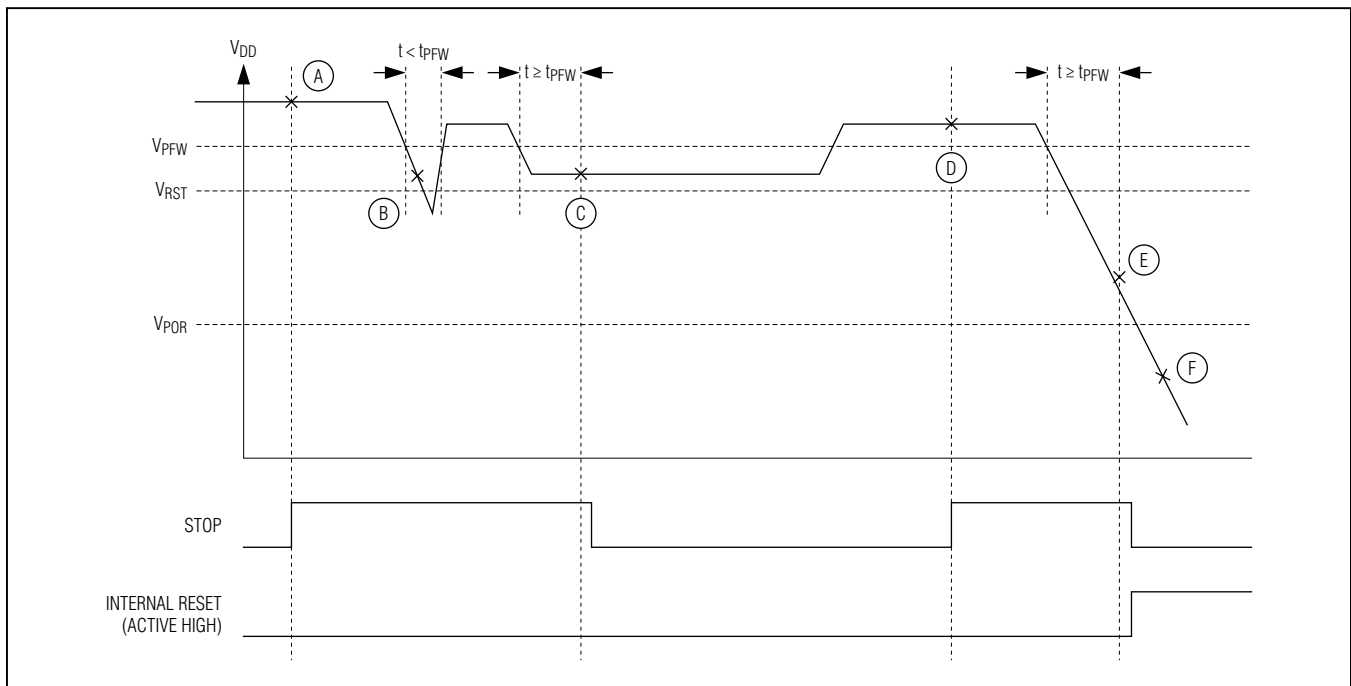 VDD
t < tPFW
t ≥ tPFW
t ≥ tPFW
A
VPFW
D
B
C
VRST
E
VPOR
F
STOP
INTERNAL RESET
(ACTIVE HIGH)